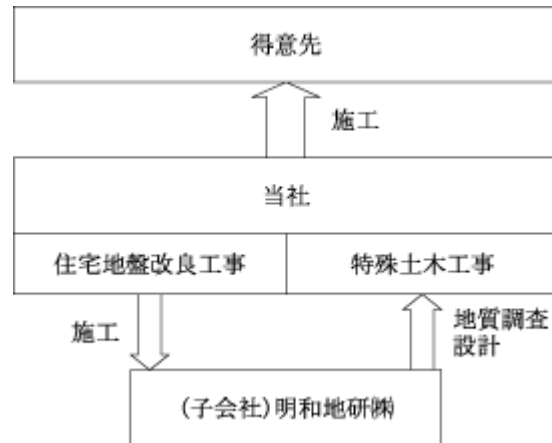 得意先
施工
当社
住宅地盤改良工事
特殊土木工事
施工
地質調査
設計
(子会社)明和地研㈱